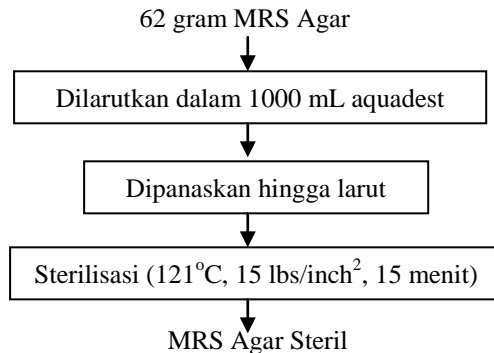 62 gram MRS Agar
Dilarutkan dalam 1000 mL aquadest
Dipanaskan hingga larut
Sterilisasi (121°C, 15 lbs/inch², 15 menit)
MRS Agar Steril